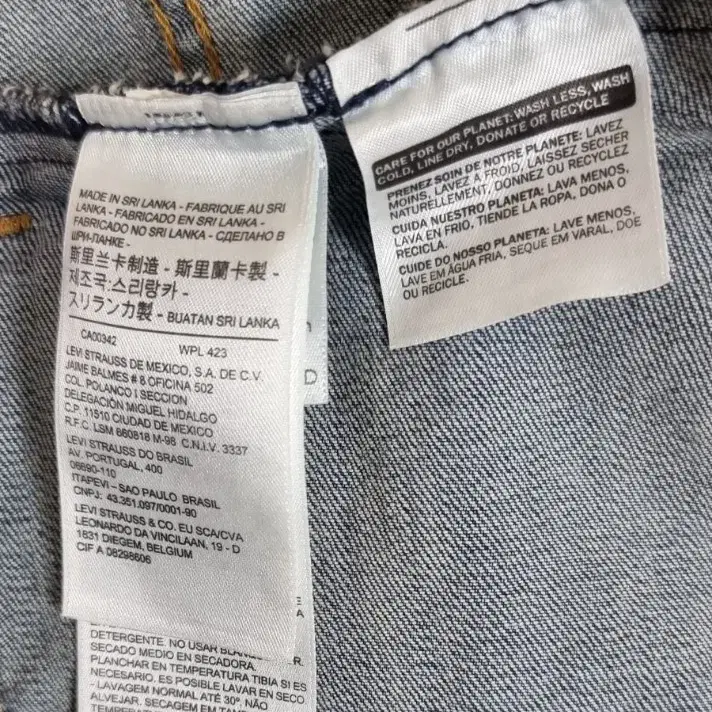 MADE IN SRI LANKA - FABRIQUE AU SRI
LANKA - FABRICADO EN SRI LANKA -
FABRICADO NO SRI LANKA - СДЕЛАНО В
ШРИ-ЛАНКЕ -
斯里兰卡制造 - 斯里蘭卡製 -
제조국:스리랑카 -
スリランカ製 - BUATAN SRI LANKA
CA00342 WPL 423
LEVI STRAUSS DE MEXICO, S.A. DE C.V.
JAIME BALMES # 8 OFICINA 502
COL. POLANCO I SECCION
DELEGACIÓN MIGUEL HIDALGO
C.P. 11510 CIUDAD DE MEXICO
R.F.C. LSM 860818 M-98 C.N.I.V. 3337
LEVI STRAUSS DO BRASIL
AV. PORTUGAL, 400
06690-110
ITAPEVI – SAO PAULO BRASIL
CNPJ: 43.351.097/0001-90
LEVI STRAUSS & CO. EU SCA/CVA
LEONARDO DA VINCILAAN, 19 - D
1831 DIEGEM, BELGIUM
CIF A 08298606
D
DETERGENTE. NO USAR
SECADO MEDIO EN SECADORA.
PLANCHAR EN TEMPERATURA TIBIA SI ES
NECESARIO. ES POSIBLE LAVAR EN SECO
- LAVAGEM NORMAL ATÉ 30°, NÃO
ALVEJAR. SECAGEM EM
CARE FOR OUR PLANET: WASH LESS, WASH
COLD, LINE DRY, DONATE OR RECYCLE
PRENEZ SOIN DE NOTRE PLANETE: LAVEZ
MOINS, LAVEZ A FROID, LAISSEZ SECHER
NATURELLEMENT, DONNEZ OU RECYCLEZ
CUIDA NUESTRO PLANETA: LAVA MENOS,
LAVA EN FRIO, TIENDE LA ROPA, DONA O
RECICLA.
CUIDE DO NOSSO PLANETA: LAVE MENOS,
LAVE EM ÁGUA FRIA, SEQUE EM VARAL, DOE
OU RECICLE.